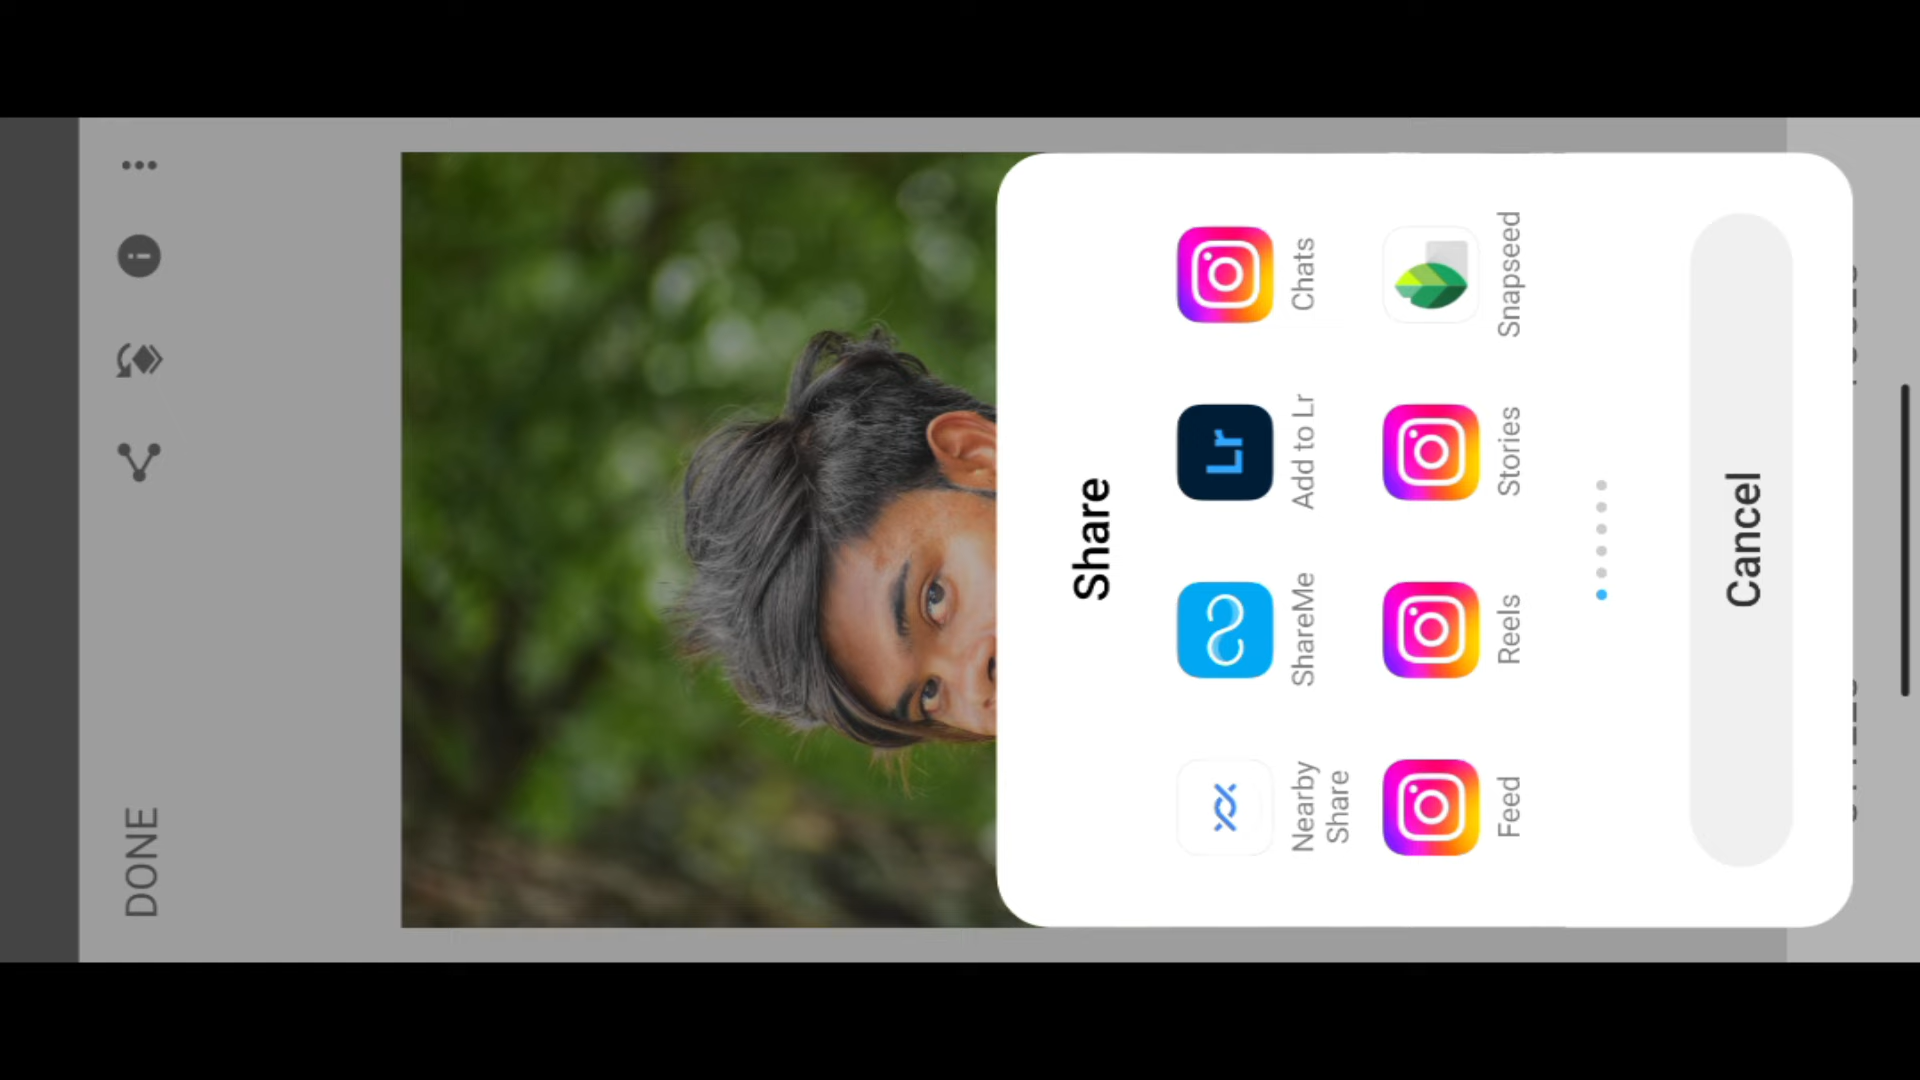 DONE
Share
Nearby
Share
ShareMe
Add to Lr
Chats
Feed
Reels
Stories
Snapseed
Cancel